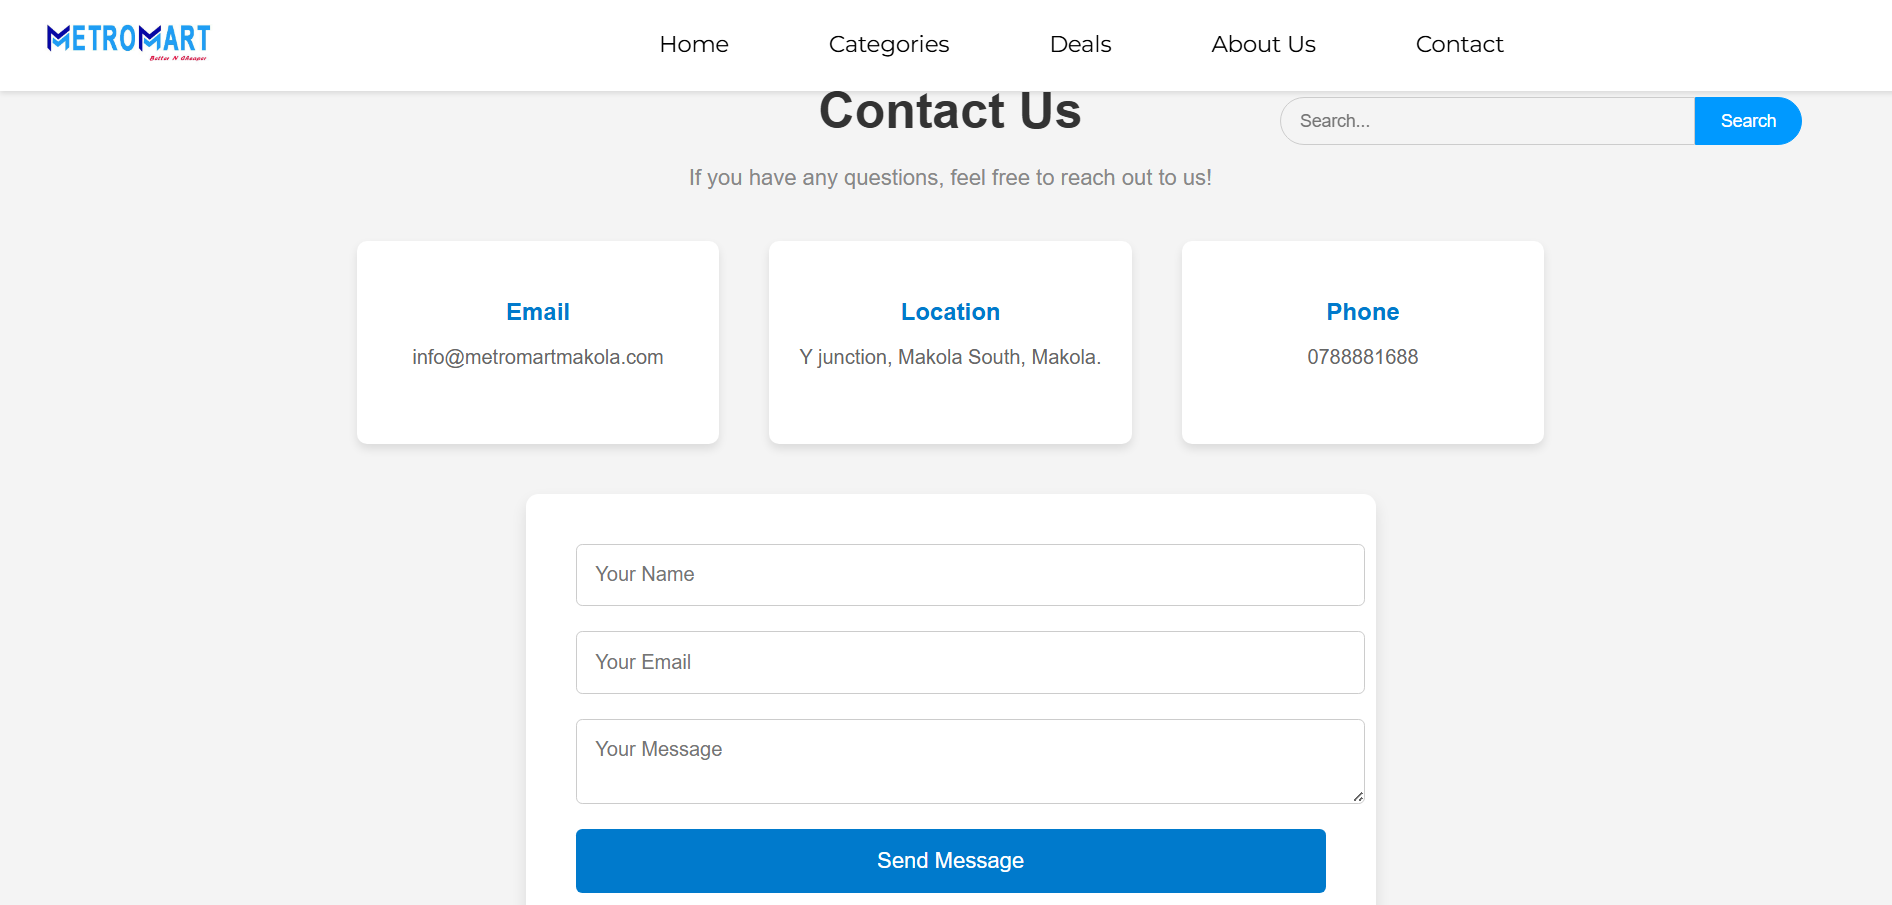 METROMART
Better N Cheaper
Home Categories Deals About Us Contact
Contact Us
Search... Search
If you have any questions, feel free to reach out to us!
Email
info@metromartmakola.com
Location
Y junction, Makola South, Makola.
Phone
0788881688
Your Name
Your Email
Your Message
Send Message